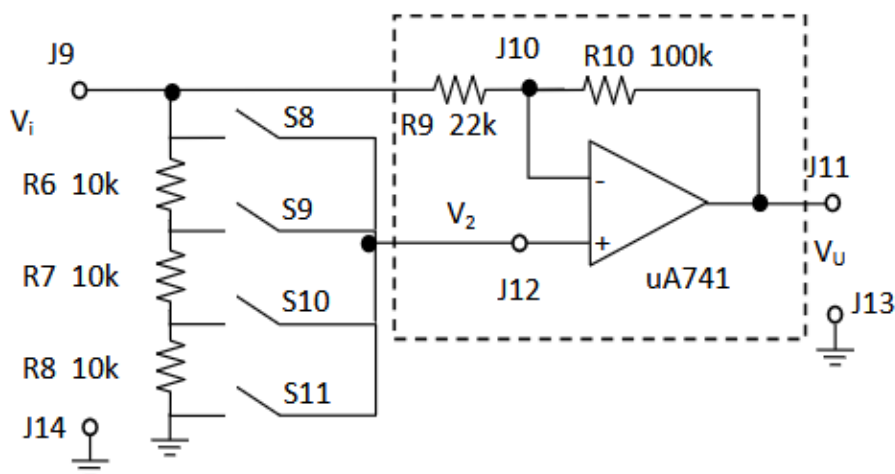 J9
J10
R10 100k
Vi
S8
R9 22k
R6 10k
S9
V2
-
J11
R7 10k
+
J12
uA741
VU
S10
J13
R8 10k
S11
J14